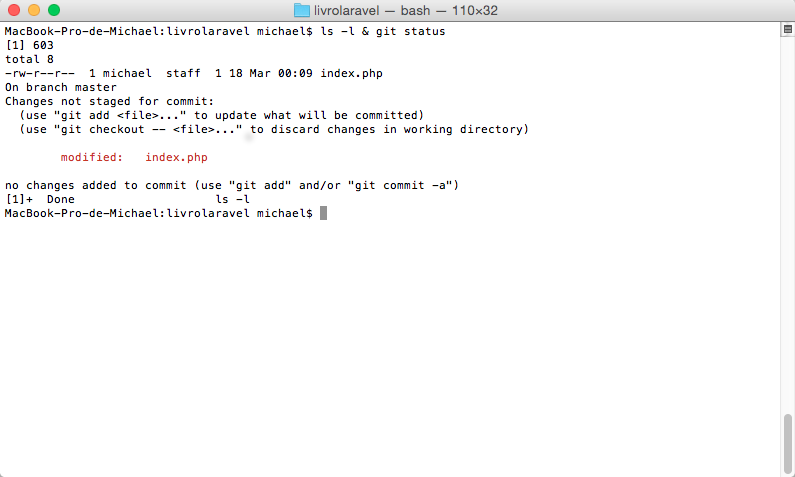 livrolaravel — bash — 110×32
MacBook-Pro-de-Michael:livrolaravel michael$ ls -l & git status
[1] 603
total 8
-rw-r--r--  1 michael  staff  1 18 Mar 00:09 index.php
On branch master
Changes not staged for commit:
  (use "git add <file>..." to update what will be committed)
  (use "git checkout -- <file>..." to discard changes in working directory)
        modified:   index.php
no changes added to commit (use "git add" and/or "git commit -a")
[1]+  Done                    ls -l
MacBook-Pro-de-Michael:livrolaravel michael$